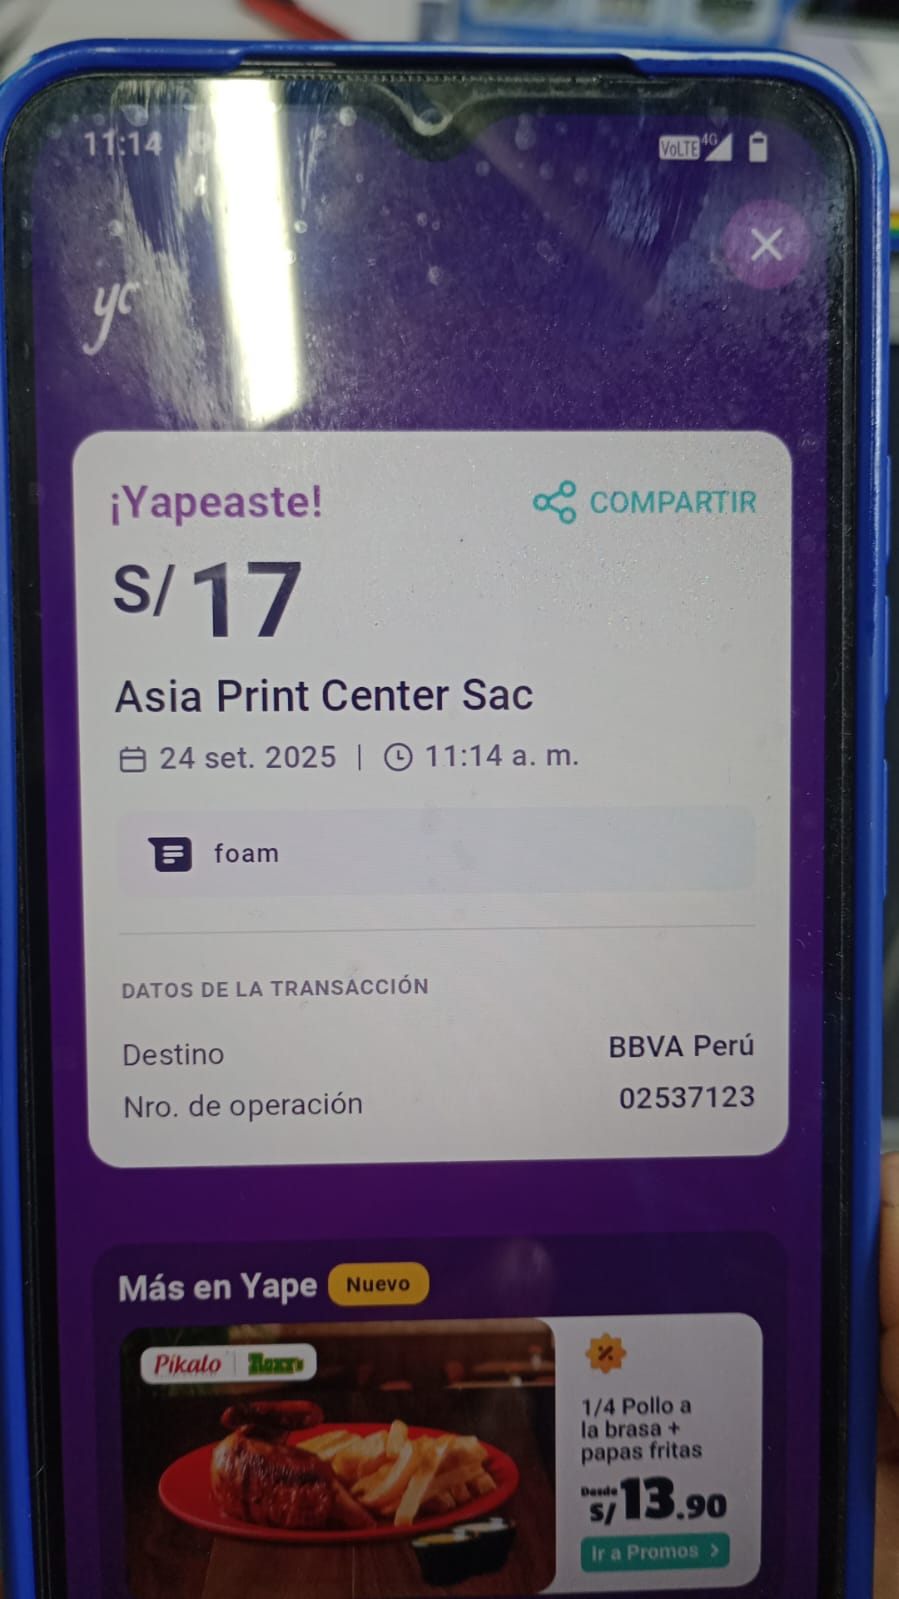 11:14
VoLTE 4G
¡Yapeaste!
COMPARTIR
S/ 17
Asia Print Center Sac
24 set. 2025 | 11:14 a. m.
foam
DATOS DE LA TRANSACCIÓN
Destino BBVA Perú
Nro. de operación 02537123
Más en Yape Nuevo
Pikalo
1/4 Pollo a
la brasa +
papas fritas
Desde
S/ 13.90
Ir a Promos >